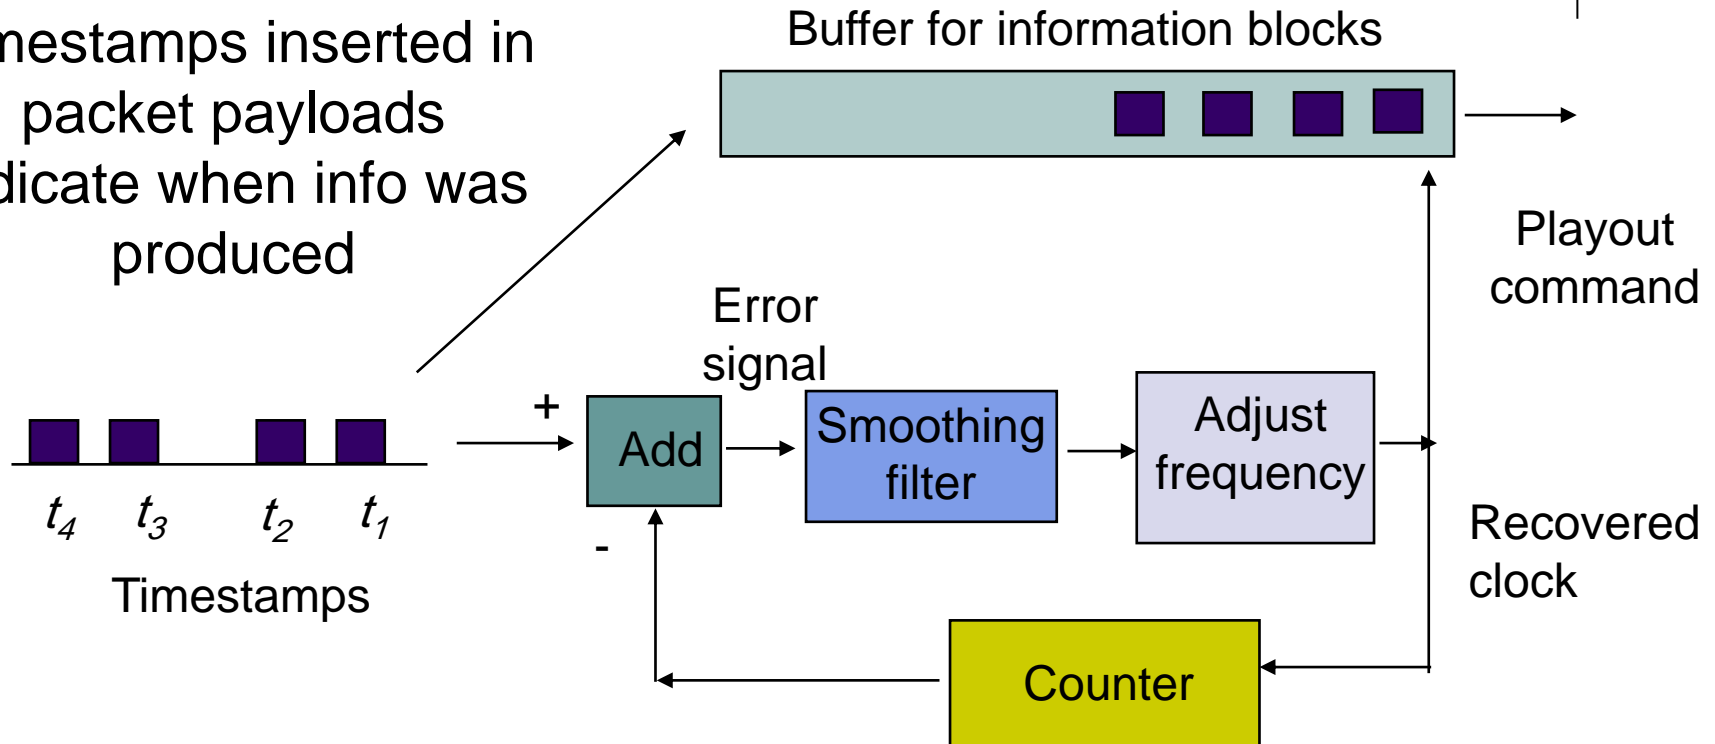 mestamps inserted in
packet payloads
dicate when info was
produced
Buffer for information blocks
Playout
command
Error
signal
+
Add
Smoothing
filter
Adjust
frequency
-
t4 t3 t2 t1
Timestamps
Recovered
clock
Counter